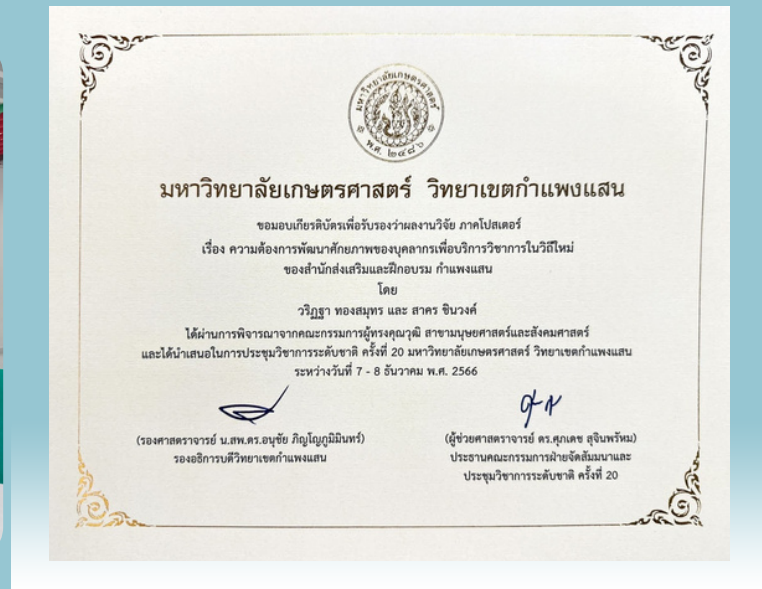 มหาวิทยาลัยเกษตรศาสตร์
พ.ศ. ๒๔๘๖
มหาวิทยาลัยเกษตรศาสตร์ วิทยาเขตกำแพงแสน
ขอมอบเกียรติบัตรเพื่อรับรองว่าผลงานวิจัย ภาคโปสเตอร์
เรื่อง ความต้องการพัฒนาศักยภาพของบุคลากรเพื่อบริการวิชาการในวิถีใหม่
ของสำนักส่งเสริมและฝึกอบรม กำแพงแสน
โดย
วริฏฐา ทองสมุทร และ สาคร ชินวงค์
ได้ผ่านการพิจารณาจากคณะกรรมการผู้ทรงคุณวุฒิ สาขามนุษยศาสตร์และสังคมศาสตร์
และได้นำเสนอในการประชุมวิชาการระดับชาติ ครั้งที่ 20 มหาวิทยาลัยเกษตรศาสตร์ วิทยาเขตกำแพงแสน
ระหว่างวันที่ 7 - 8 ธันวาคม พ.ศ. 2566
(รองศาสตราจารย์ น.สพ.ดร.อนุชัย ภิญโญภูมิมินทร์)
รองอธิการบดีวิทยาเขตกำแพงแสน
(ผู้ช่วยศาสตราจารย์ ดร.ศุภเดช สุจินพรัหม)
ประธานคณะกรรมการฝ่ายจัดสัมมนาและ
ประชุมวิชาการระดับชาติ ครั้งที่ 20